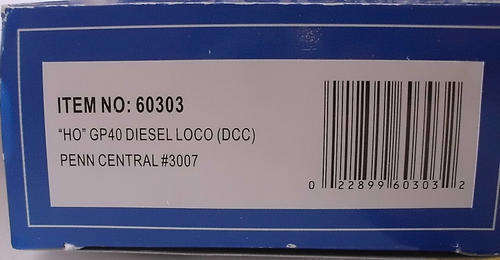 ITEM NO: 60303
"HO" GP40 DIESEL LOCO (DCC)
PENN CENTRAL #3007
0 22899 60303 2